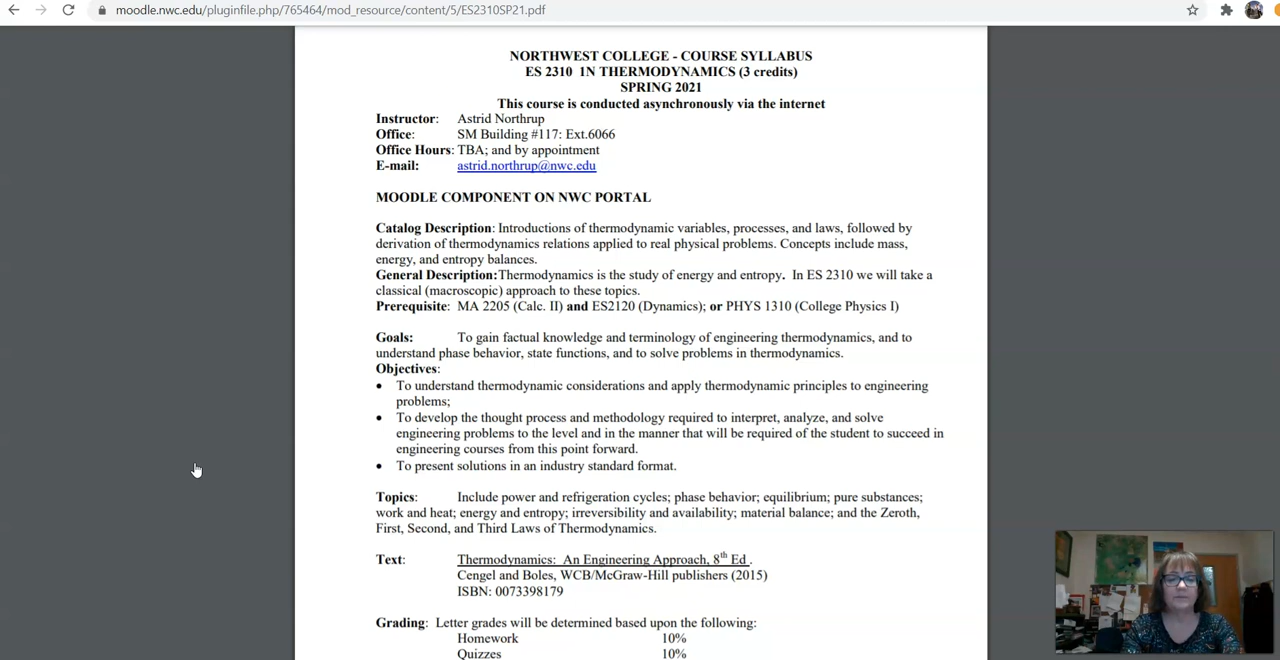 moodle.nwc.edu/pluginfile.php/765464/mod_resource/content/5/ES2310SP21.pdf
NORTHWEST COLLEGE - COURSE SYLLABUS
ES 2310  1N THERMODYNAMICS (3 credits)
SPRING 2021
This course is conducted asynchronously via the internet
Instructor: Astrid Northrup
Office: SM Building #117: Ext.6066
Office Hours: TBA; and by appointment
E-mail: astrid.northrup@nwc.edu
MOODLE COMPONENT ON NWC PORTAL
Catalog Description: Introductions of thermodynamic variables, processes, and laws, followed by
derivation of thermodynamics relations applied to real physical problems. Concepts include mass,
energy, and entropy balances.
General Description:Thermodynamics is the study of energy and entropy.  In ES 2310 we will take a
classical (macroscopic) approach to these topics.
Prerequisite:  MA 2205 (Calc. II) and ES2120 (Dynamics); or PHYS 1310 (College Physics I)
Goals: To gain factual knowledge and terminology of engineering thermodynamics, and to
understand phase behavior, state functions, and to solve problems in thermodynamics.
Objectives:
• To understand thermodynamic considerations and apply thermodynamic principles to engineering
problems;
• To develop the thought process and methodology required to interpret, analyze, and solve
engineering problems to the level and in the manner that will be required of the student to succeed in
engineering courses from this point forward.
• To present solutions in an industry standard format.
Topics: Include power and refrigeration cycles; phase behavior; equilibrium; pure substances;
work and heat; energy and entropy; irreversibility and availability; material balance; and the Zeroth,
First, Second, and Third Laws of Thermodynamics.
Text: Thermodynamics:  An Engineering Approach, 8th Ed .
Cengel and Boles, WCB/McGraw-Hill publishers (2015)
ISBN: 0073398179
Grading:  Letter grades will be determined based upon the following:
Homework 10%
Quizzes 10%